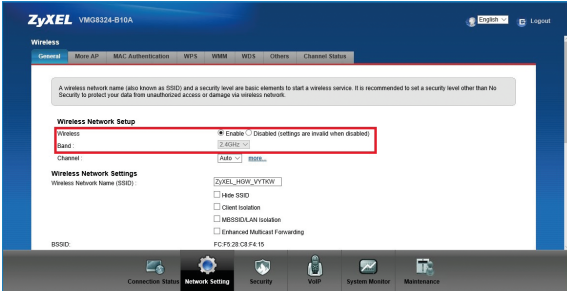 ZyXEL VMG8324-B10A
English
Logout
Wireless
General More AP MAC Authentication WPS WMM WDS Others Channel Status
A wireless network name (also known as SSID) and a security level are basic elements to start a wireless service. It is recommended to set a security level other than No
Security to protect your data from unauthorized access or damage via wireless network.
Wireless Network Setup
Wireless Enable Disabled (settings are invalid when disabled)
Band : 2.4GHz
Channel : Auto more...
Wireless Network Settings
Wireless Network Name (SSID) : ZyXEL_HGW_VYTKW
Hide SSID
Client Isolation
MBSSID/LAN Isolation
Enhanced Multicast Forwarding
BSSID: FC:F5:28:C8:F4:15
Connection Status Network Setting Security VoIP System Monitor Maintenance